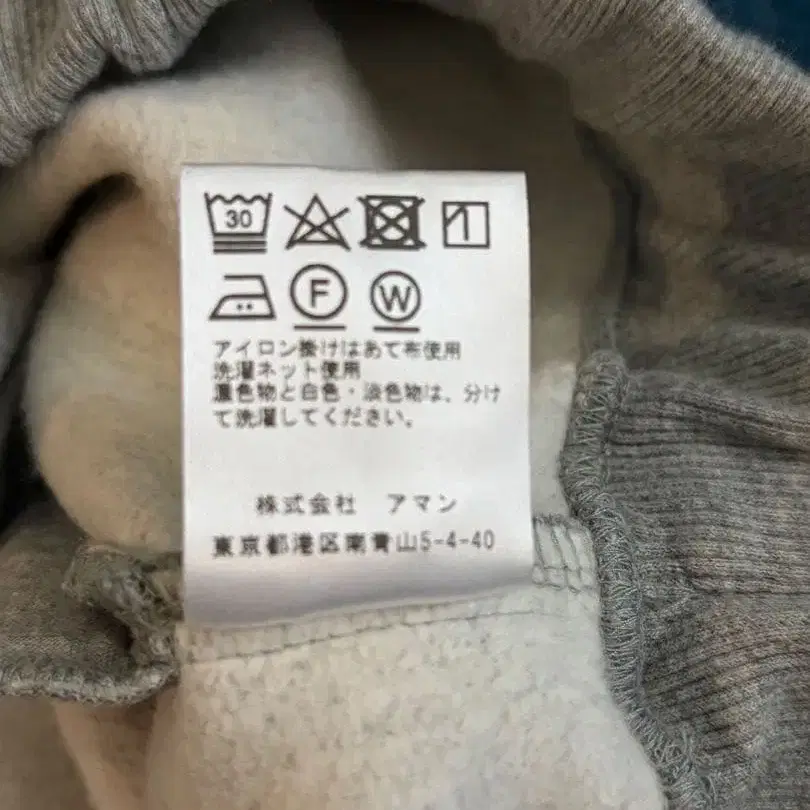 30
F W
アイロン掛けはあて布使用
洗濯ネット使用
濃色物と白色・淡色物は、分け
て洗濯してください。
株式会社 アマン
東京都港区南青山5-4-40